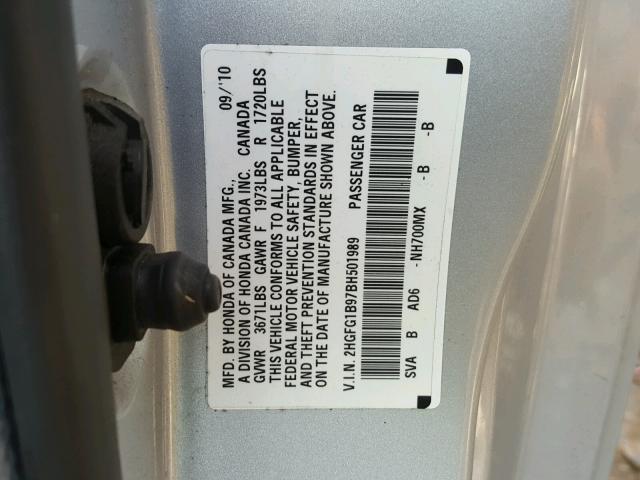 MFD. BY HONDA OF CANADA MFG., 09/'10
A DIVISION OF HONDA CANADA INC. CANADA
GVWR 3671LBS GAWR F 1973LBS R 1720LBS
THIS VEHICLE CONFORMS TO ALL APPLICABLE
FEDERAL MOTOR VEHICLE SAFETY, BUMPER,
AND THEFT PREVENTION STANDARDS IN EFFECT
ON THE DATE OF MANUFACTURE SHOWN ABOVE.
V.I.N. 2HGFG1B97BH501989 PASSENGER CAR
SVA B AD6 -NH700MX -B -B